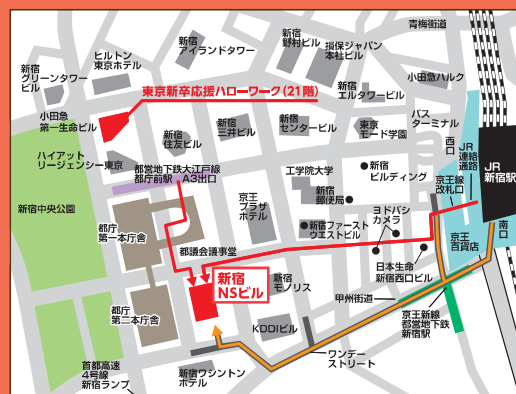 青梅街道
新宿
アイランドタワー
新宿
野村ビル
損保ジャパン
本社ビル
ヒルトン
東京ホテル
新宿
グリーンタワー
ビル
小田急ハルク
新宿
エルタワービル
東京新卒応援ハローワーク(21階)
小田急
第一生命ビル
新宿
住友ビル
新宿
三井ビル
新宿
センタービル
東京
モード学園
バス
ターミナル
西口
JR
連絡
通路
JR
新宿駅
ハイアット
リージェンシー東京
都営地下鉄大江戸線
都庁前駅 A3出口
工学院大学
新宿
ビルディング
京王線
改札口
新宿中央公園
京王
プラザ
ホテル
新宿
郵便局
ヨドバシ
カメラ
南口
都庁
第一本庁舎
新宿ファースト
ウエストビル
京王
百貨店
都議会議事堂
日本生命
新宿西口ビル
新宿
NSビル
新宿
モノリス
甲州街道
都庁
第二本庁舎
KDDIビル
京王新線
都営地下鉄
新宿駅
ワンデー
ストリート
首都高速
4号線
新宿ランプ
新宿ワシントン
ホテル